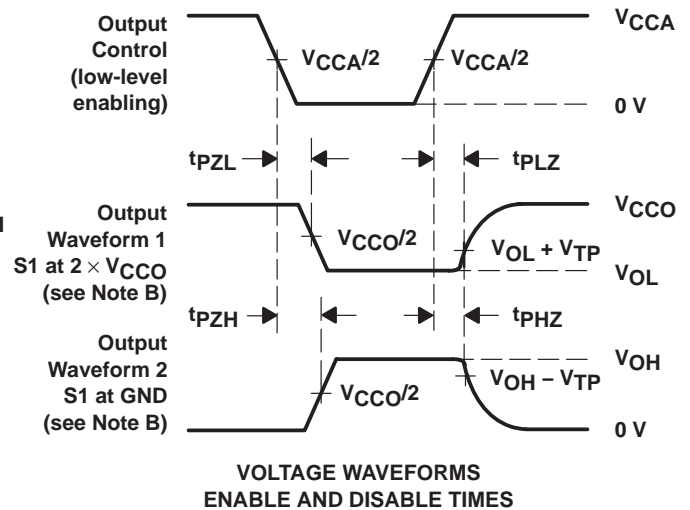 Output
Control
(low-level
enabling)
VCCA
VCCA/2
VCCA/2
0 V
tPZL
tPLZ
Output
Waveform 1
S1 at 2 × VCCO
(see Note B)
VCCO
VCCO/2
VOL + VTP
VOL
tPZH
tPHZ
Output
Waveform 2
S1 at GND
(see Note B)
VOH
VCCO/2
VOH − VTP
0 V
VOLTAGE WAVEFORMS
ENABLE AND DISABLE TIMES